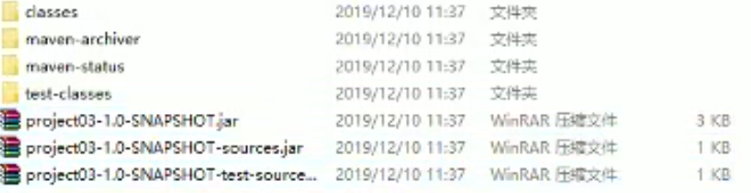 classes 2019/12/10 11:37 文件夹
maven-archiver 2019/12/10 11:37 文件夹
maven-status 2019/12/10 11:37 文件夹
test-classes 2019/12/10 11:37 文件夹
project03-1.0-SNAPSHOT.jar 2019/12/10 11:37 WinRAR 压缩文件 3 KB
project03-1.0-SNAPSHOT-sources.jar 2019/12/10 11:37 WinRAR 压缩文件 1 KB
project03-1.0-SNAPSHOT-test-source... 2019/12/10 11:37 WinRAR 压缩文件 1 KB